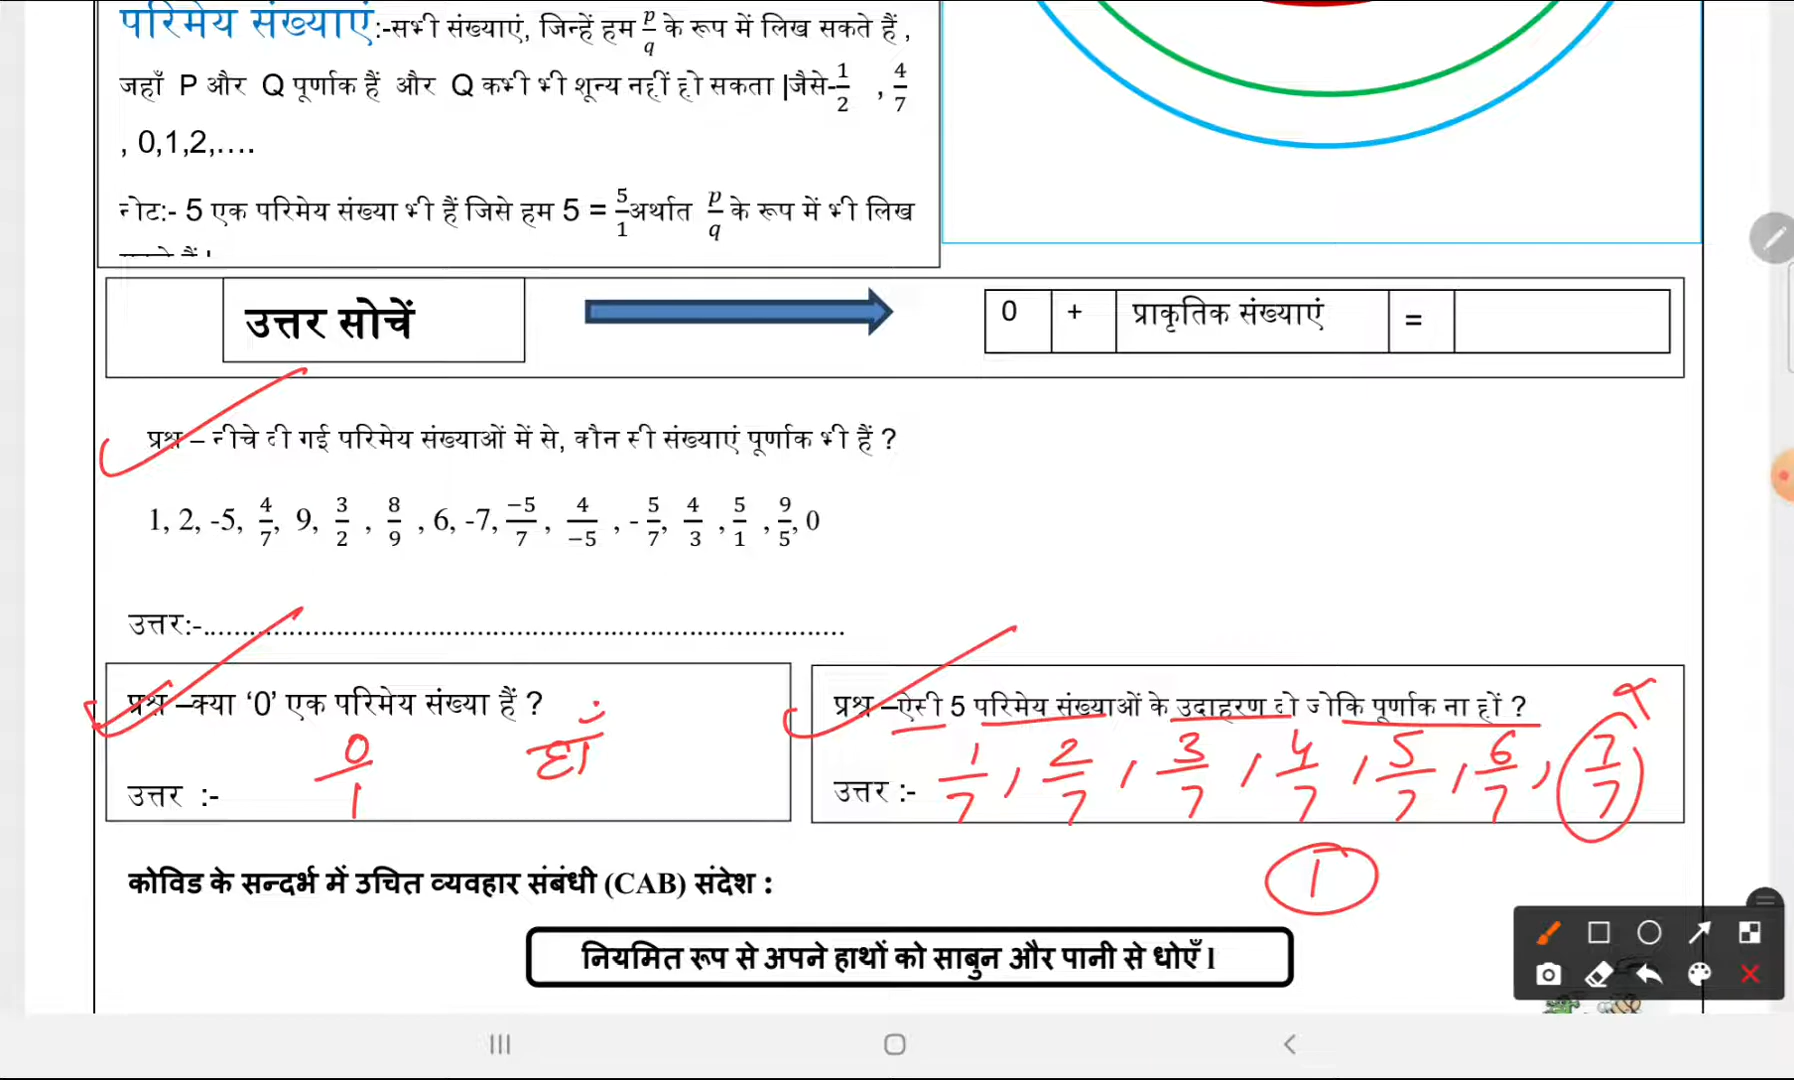 परिमेय संख्याएं:-सभी संख्याएं, जिन्हें हम p/q के रूप में लिख सकते हैं ,
जहाँ P और Q पूर्णाक हैं और Q कभी भी शून्य नहीं हो सकता |जैसे-1/2 , 4/7
, 0,1,2,....
नोट:- 5 एक परिमेय संख्या भी हैं जिसे हम 5 = 5/1 अर्थात p/q के रूप में भी लिख
उत्तर सोचें
0 + प्राकृतिक संख्याएं =
प्रश्न – नीचे दी गई परिमेय संख्याओं में से, कौन सी संख्याएं पूर्णाक भी हैं ?
1, 2, -5, 4/7, 9, 3/2 , 8/9 , 6, -7, −5/7 , 4/−5 , - 5/7, 4/3 , 5/1 , 9/5, 0
उत्तर:-....................................................................................
प्रश्न –क्या ‘0’ एक परिमेय संख्या हैं ?
उत्तर :- 0/1 हाँ
प्रश्न –ऐसी 5 परिमेय संख्याओं के उदाहरण दो जोकि पूर्णाक ना हों ?
उत्तर :- 1/7, 2/7, 3/7, 4/7, 5/7, 6/7, 7/7
1
कोविड के सन्दर्भ में उचित व्यवहार संबंधी (CAB) संदेश :
नियमित रूप से अपने हाथों को साबुन और पानी से धोएँ l